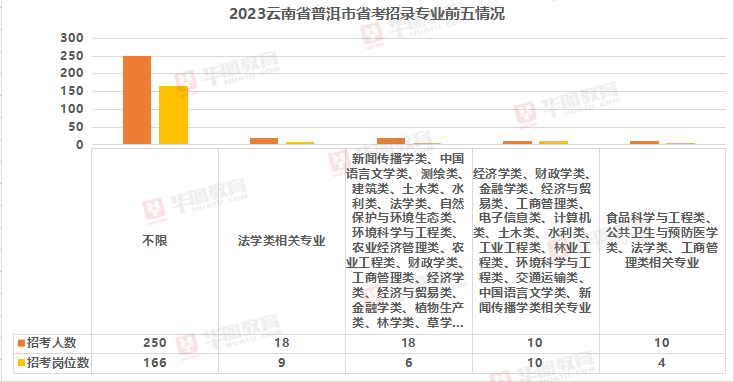 2023云南省普洱市省考招录专业前五情况
300
250
200
150
100
50
0
不限
法学类相关专业
新闻传播学类、中国
语言文学类、测绘类、
建筑类、土木类、水
利类、法学类、自然
保护与环境生态类、
环境科学与工程类、
农业经济管理类、农
业工程类、财政学类、
工商管理类、经济学
类、经济与贸易类、
金融学类、植物生产
类、林学类、草学...
经济学类、财政学类、
金融学类、经济与贸
易类、工商管理类、
电子信息类、计算机
类、土木类、水利类、
工业工程类、林业工
程类、环境科学与工
程类、交通运输类、
中国语言文学类、新
闻传播学类相关专业
食品科学与工程类、
公共卫生与预防医学
类、法学类、工商管
理类相关专业
招考人数 250 18 18 10 10
招考岗位数 166 9 6 10 4
华图教育
HUATU.COM